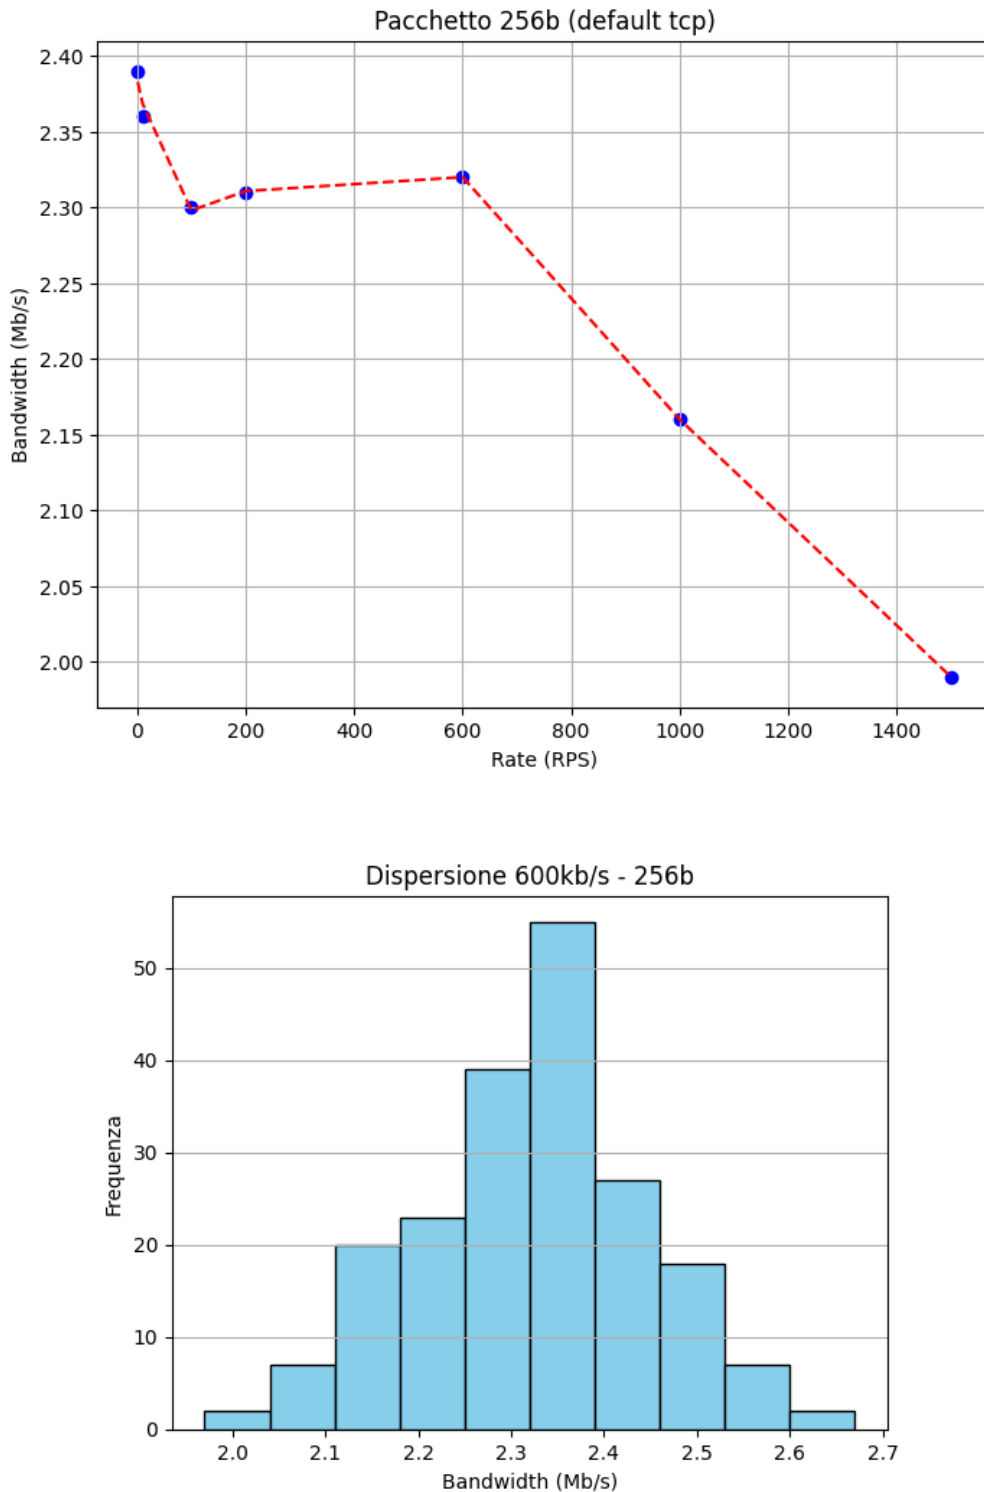 Pacchetto 256b (default tcp)
2.40
2.35
2.30
2.25
2.20
2.15
2.10
2.05
2.00
Bandwidth (Mb/s)
0 200 400 600 800 1000 1200 1400
Rate (RPS)
Dispersione 600kb/s - 256b
50
40
30
20
10
0
Frequenza
2.0 2.1 2.2 2.3 2.4 2.5 2.6 2.7
Bandwidth (Mb/s)